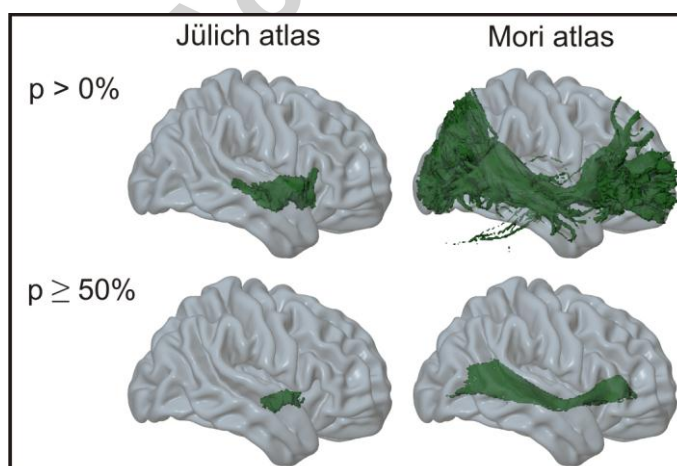 Jülich atlas Mori atlas
p > 0%
p ≥ 50%